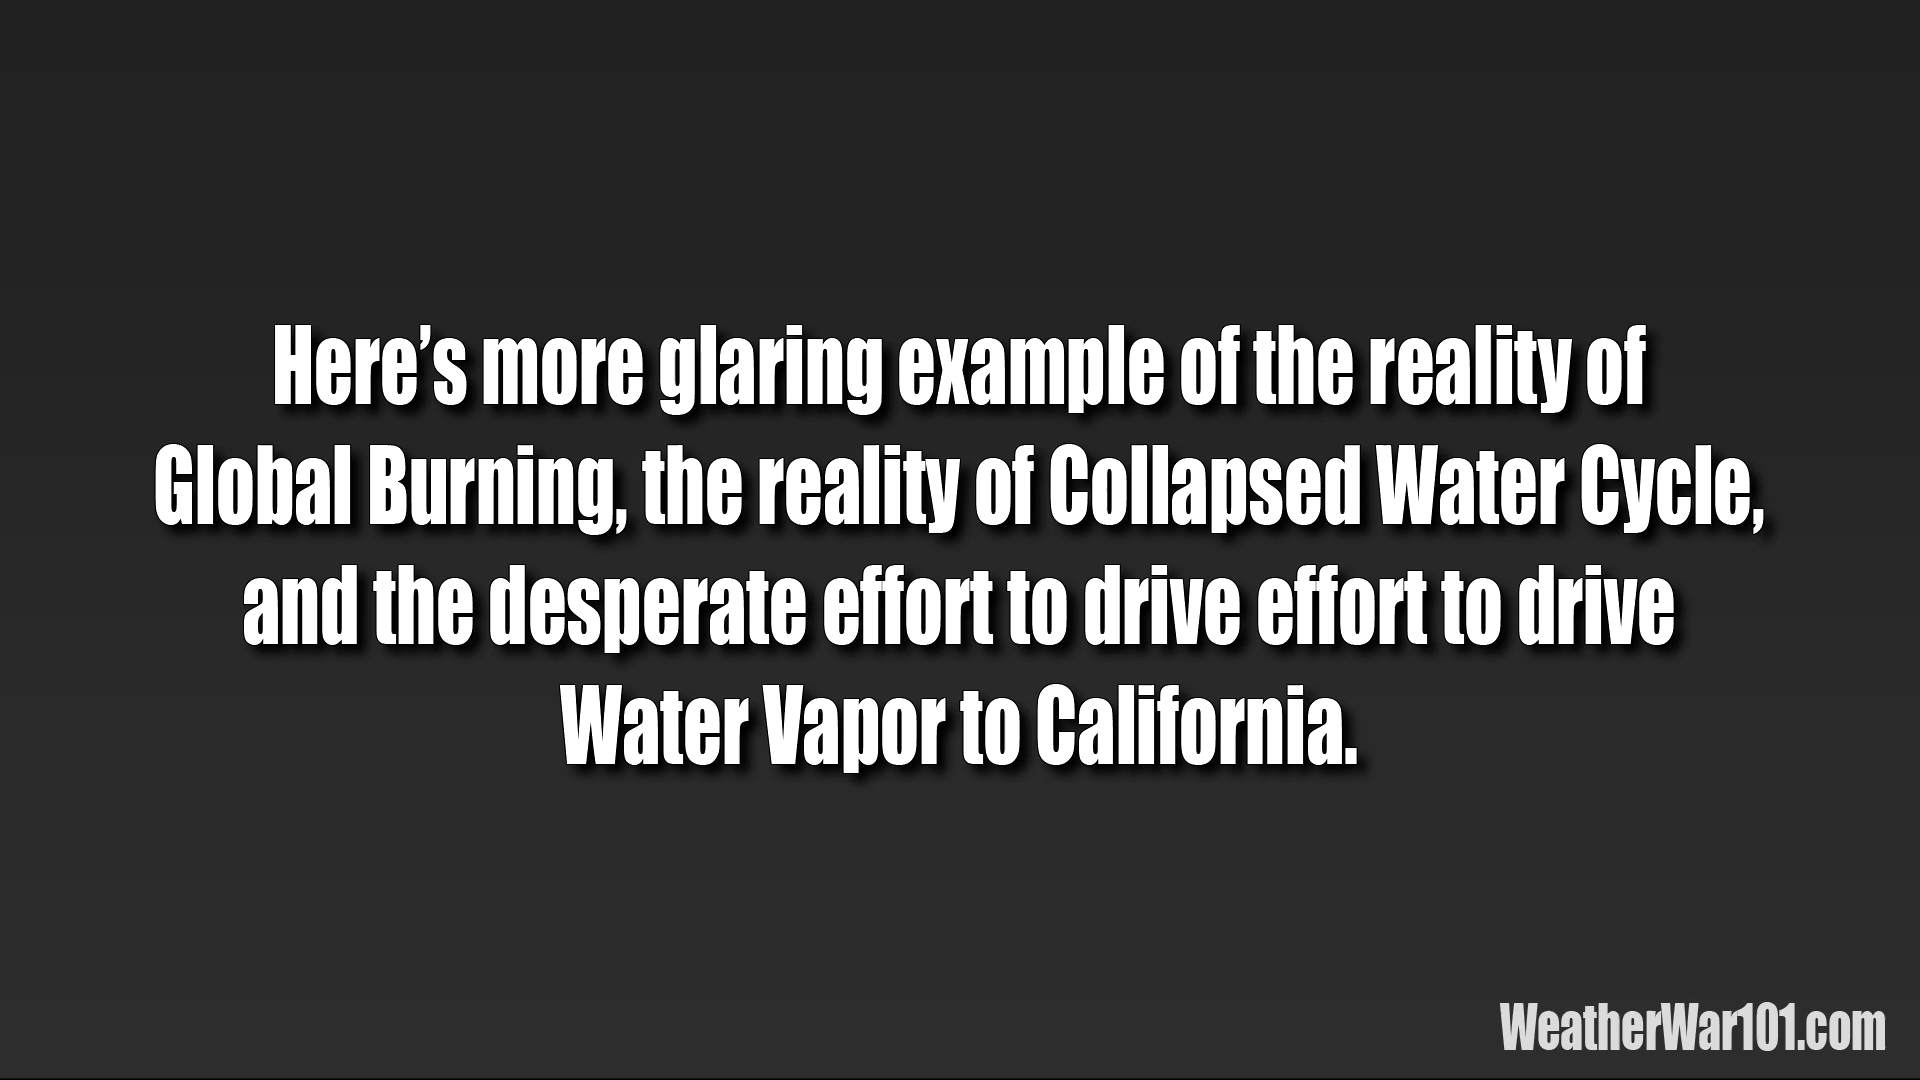 Here’s more glaring example of the reality of
Global Burning, the reality of Collapsed Water Cycle,
and the desperate effort to drive effort to drive
Water Vapor to California.
WeatherWar101.com